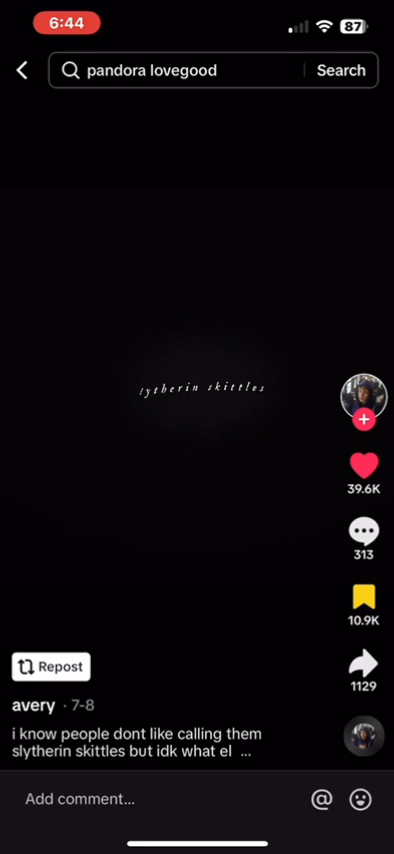 6:44
87
pandora lovegood
Search
lytherin skittles
39.6K
313
10.9K
Repost
1129
avery · 7-8
i know people dont like calling them
slytherin skittles but idk what el ...
Add comment...
@